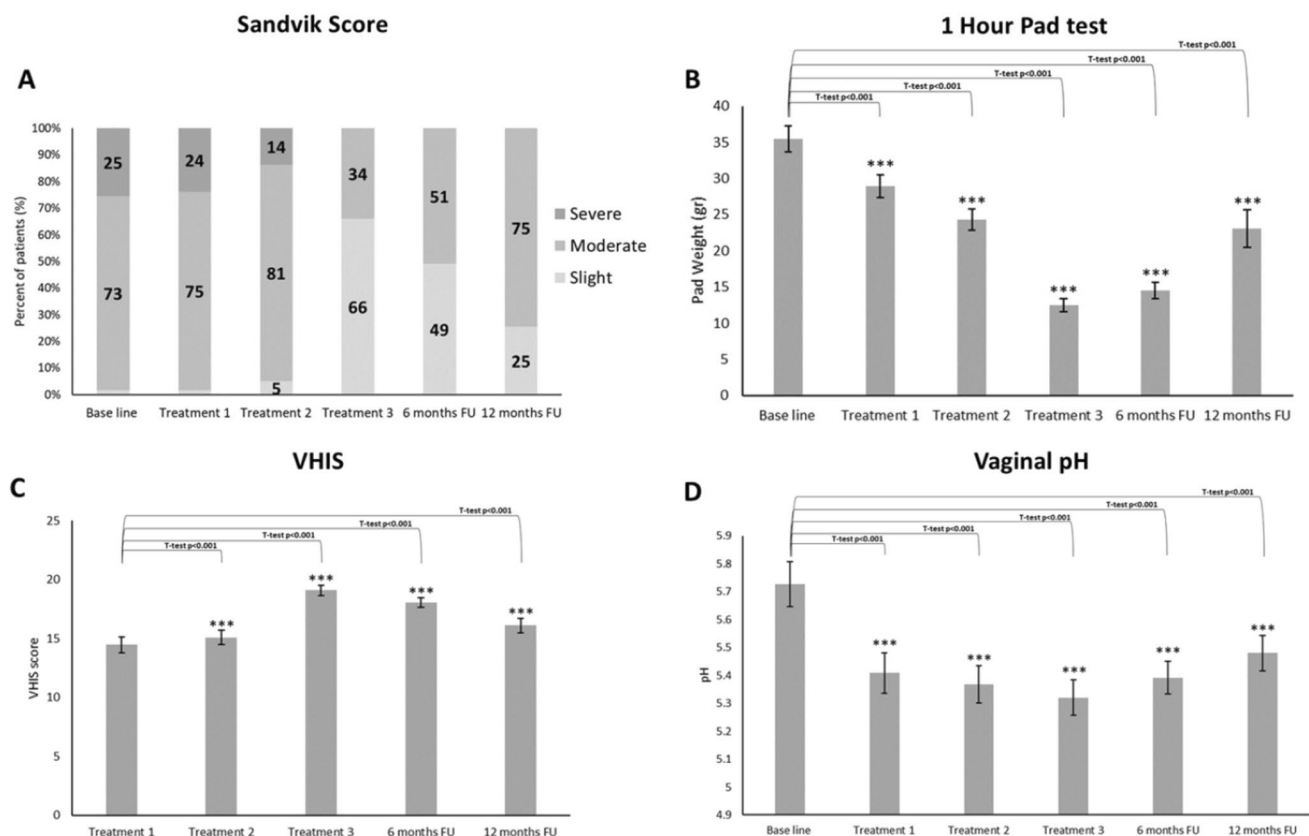 Sandvik Score
A
100%
90%
80%
70%
60%
50%
40%
30%
20%
10%
0%
Percent of patients (%)
25
24
14
34
51
75
73
75
81
66
49
25
5
Base line
Treatment 1
Treatment 2
Treatment 3
6 months FU
12 months FU
Severe
Moderate
Slight
1 Hour Pad test
B
T-test p<0.001
T-test p<0.001
T-test p<0.001
T-test p<0.001
T-test p<0.001
40
35
30
25
20
15
10
5
0
Pad Weight (gr)
***
***
***
***
***
Base line
Treatment 1
Treatment 2
Treatment 3
6 months FU
12 months FU
VHIS
C
T-test p<0.001
T-test p<0.001
T-test p<0.001
T-test p<0.001
25
20
15
10
5
0
VHIS score
***
***
***
***
Treatment 1
Treatment 2
Treatment 3
6 months FU
12 months FU
Vaginal pH
D
T-test p<0.001
T-test p<0.001
T-test p<0.001
T-test p<0.001
T-test p<0.001
5.9
5.8
5.7
5.6
5.5
5.4
5.3
5.2
5.1
5
4.9
pH
***
***
***
***
***
Base line
Treatment 1
Treatment 2
Treatment 3
6 months FU
12 months FU